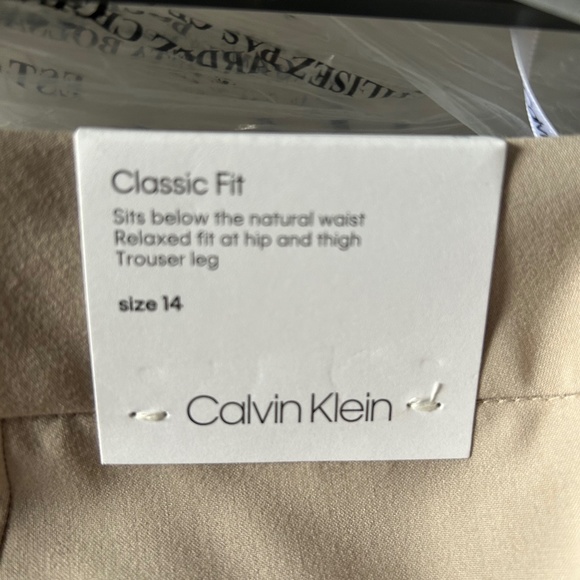 Classic Fit
Sits below the natural waist
Relaxed fit at hip and thigh
Trouser leg
size 14
Calvin Klein